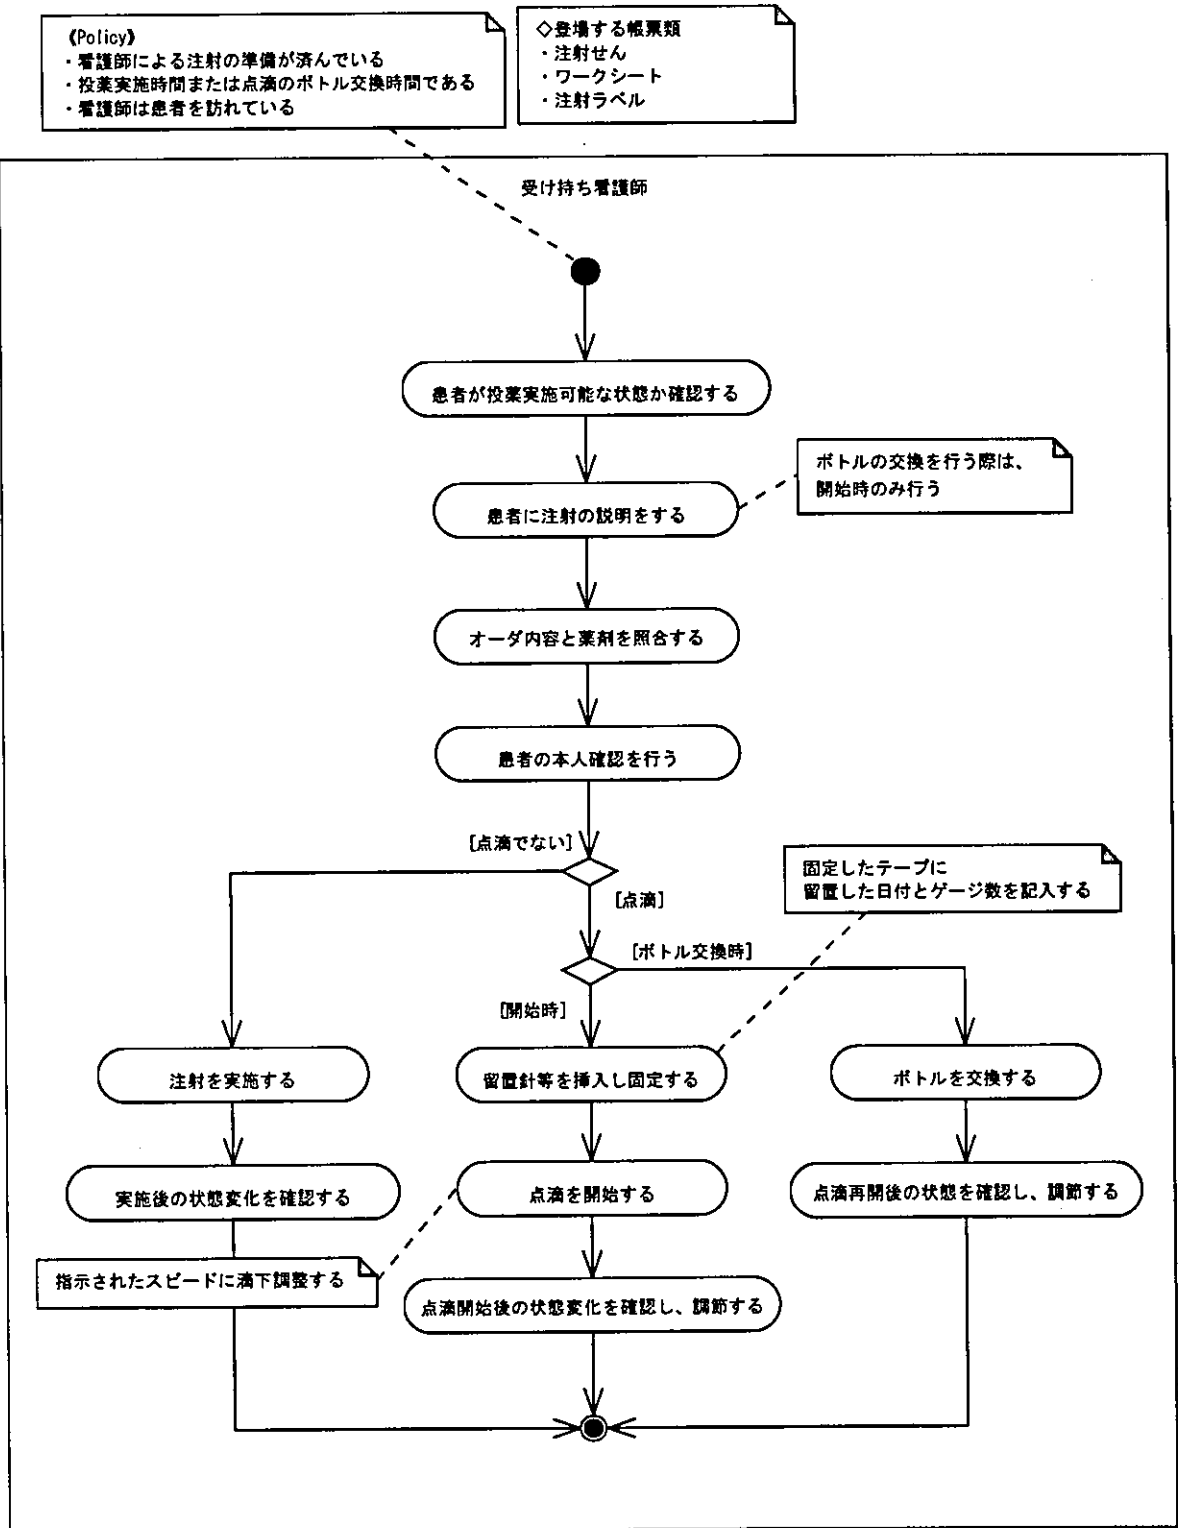 《Policy》
・看護師による注射の準備が済んでいる
・投薬実施時間または点滴のボトル交換時間である
・看護師は患者を訪れている
◇登場する帳票類
・注射せん
・ワークシート
・注射ラベル
受け持ち看護師
患者が投薬実施可能な状態か確認する
ボトルの交換を行う際は、
開始時のみ行う
患者に注射の説明をする
オーダ内容と薬剤を照合する
患者の本人確認を行う
[点滴でない]
[点滴]
固定したテープに
留置した日付とゲージ数を記入する
[ボトル交換時]
[開始時]
注射を実施する
留置針等を挿入し固定する
ボトルを交換する
実施後の状態変化を確認する
点滴を開始する
点滴再開後の状態を確認し、調節する
指示されたスピードに滴下調整する
点滴開始後の状態変化を確認し、調節する